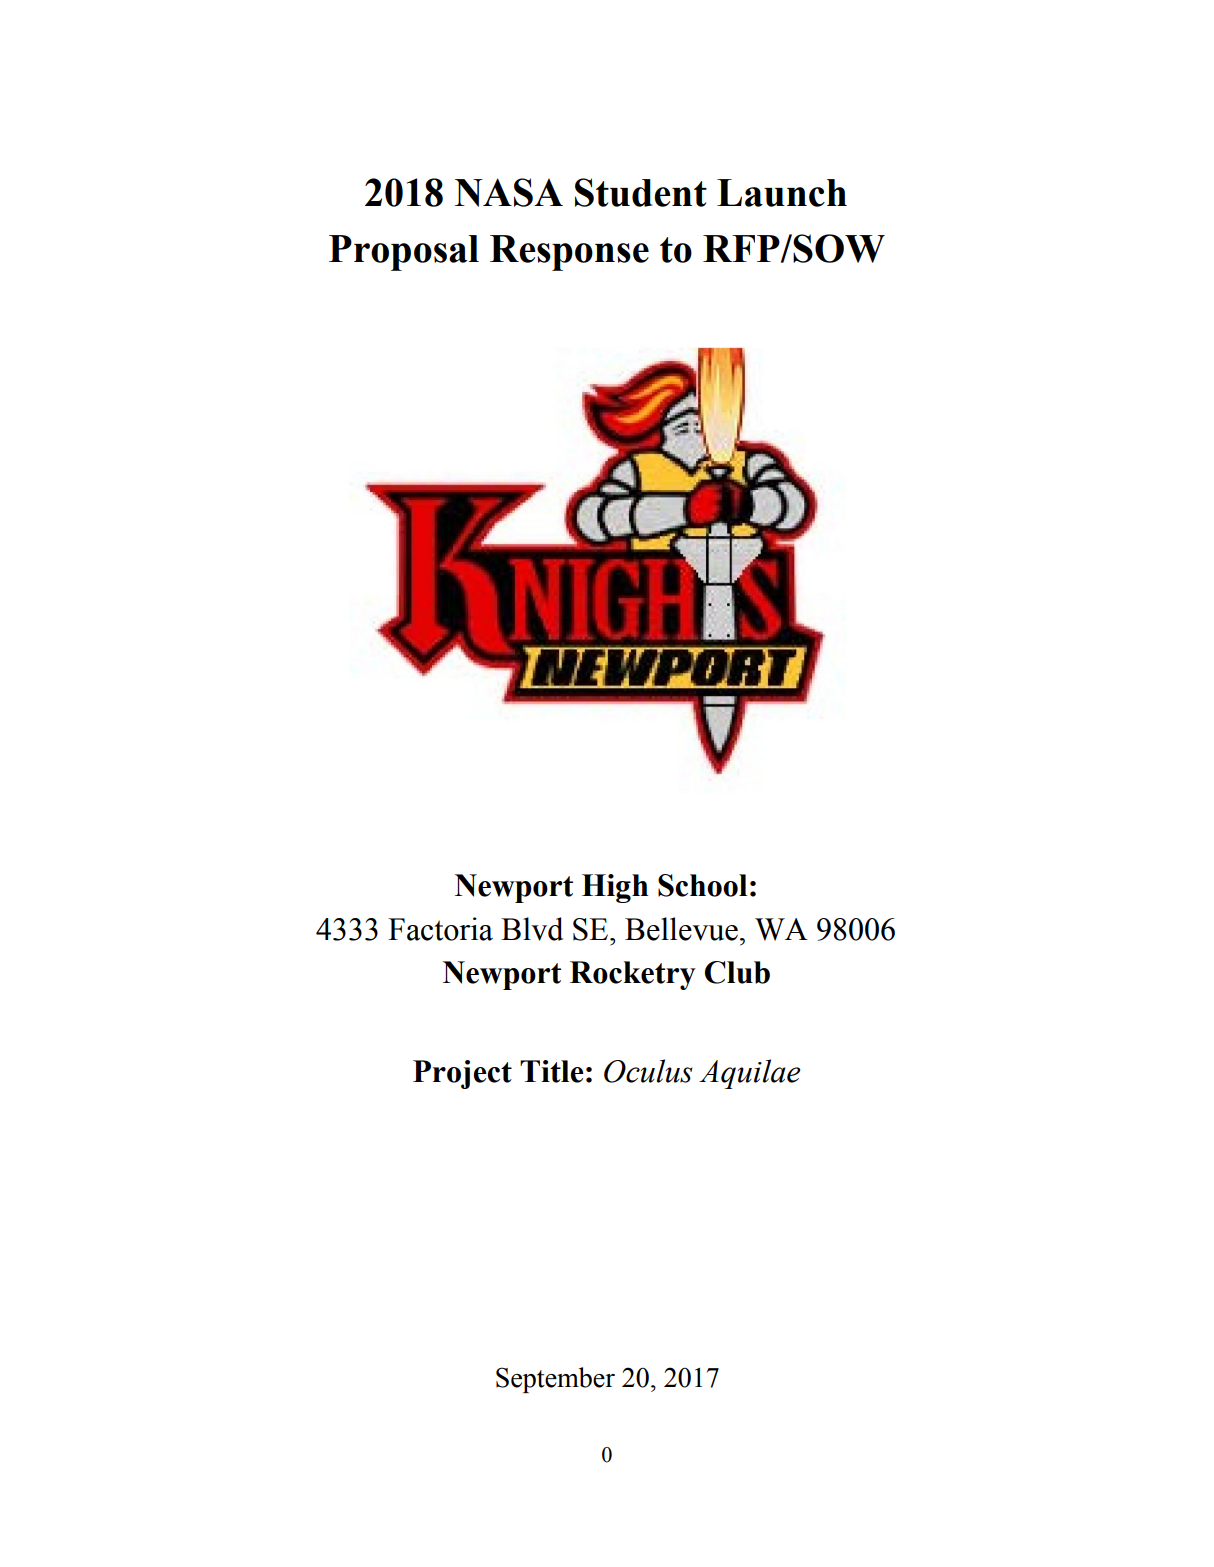 2018 NASA Student Launch
Proposal Response to RFP/SOW
KNIGHTS
NEWPORT
Newport High School:
4333 Factoria Blvd SE, Bellevue, WA 98006
Newport Rocketry Club
Project Title: Oculus Aquilae
September 20, 2017
0